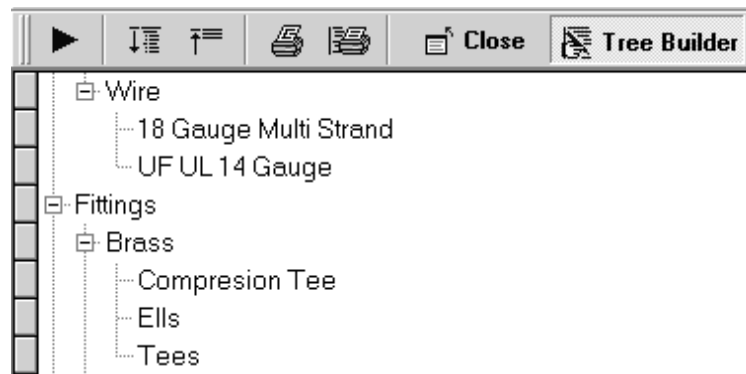 Close Tree Builder
Wire
18 Gauge Multi Strand
UF UL 14 Gauge
Fittings
Brass
Compresion Tee
Ells
Tees